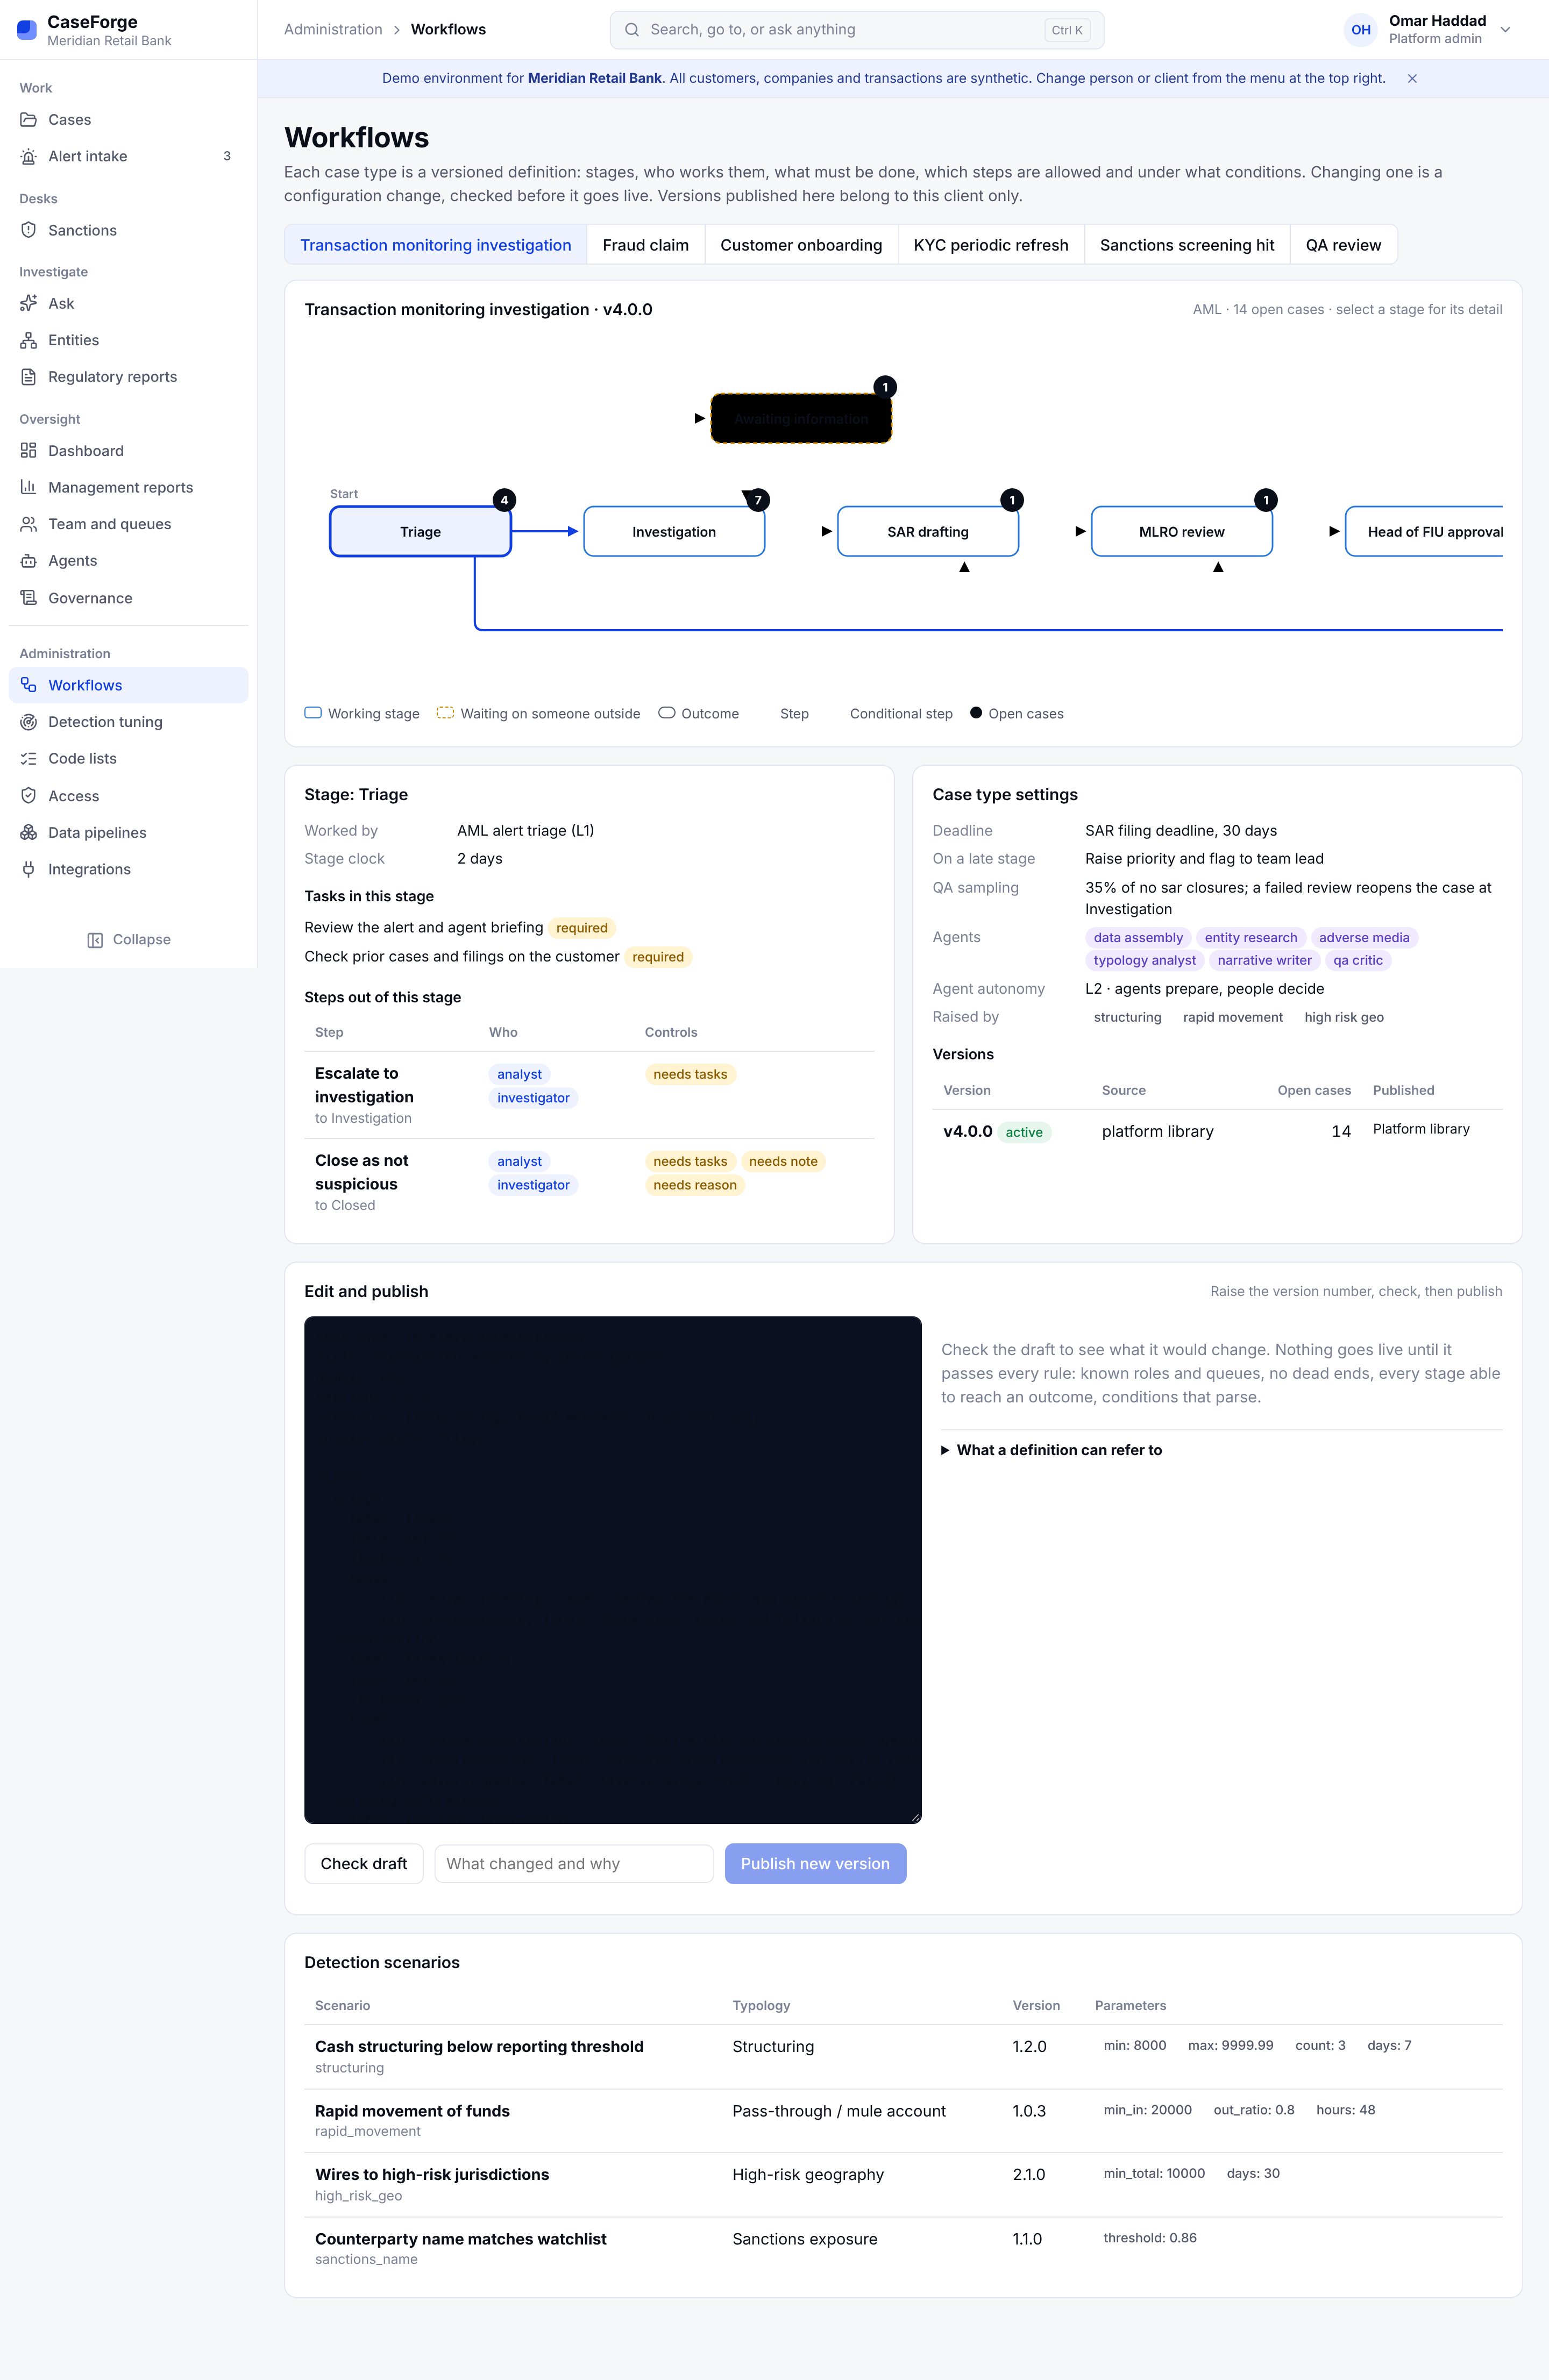 CaseForge
Meridian Retail Bank
Administration
Workflows
Search, go to, or ask anything
Ctrl K
OH
Omar Haddad
Platform admin
Demo environment for Meridian Retail Bank. All customers, companies and transactions are synthetic. Change person or client from the menu at the top right.
Work
Cases
Alert intake
3
Desks
Sanctions
Investigate
Ask
Entities
Regulatory reports
Oversight
Dashboard
Management reports
Team and queues
Agents
Governance
Administration
Workflows
Detection tuning
Code lists
Access
Data pipelines
Integrations
Collapse
Workflows
Each case type is a versioned definition: stages, who works them, what must be done, which steps are allowed and under what conditions. Changing one is a
configuration change, checked before it goes live. Versions published here belong to this client only.
Transaction monitoring investigation
Fraud claim
Customer onboarding
KYC periodic refresh
Sanctions screening hit
QA review
Transaction monitoring investigation · v4.0.0
AML · 14 open cases · select a stage for its detail
1
Awaiting information
Start
4
Triage
7
Investigation
1
SAR drafting
1
MLRO review
Head of FIU approval
Working stage
Waiting on someone outside
Outcome
Step
Conditional step
Open cases
Stage: Triage
Worked by AML alert triage (L1)
Stage clock 2 days
Tasks in this stage
Review the alert and agent briefing required
Check prior cases and filings on the customer required
Steps out of this stage
Step Who Controls
Escalate to analyst needs tasks
investigation investigator
to Investigation
Close as not analyst needs tasks needs note
suspicious investigator needs reason
to Closed
Case type settings
Deadline SAR filing deadline, 30 days
On a late stage Raise priority and flag to team lead
QA sampling 35% of no sar closures; a failed review reopens the case at
Investigation
Agents data assembly entity research adverse media
typology analyst narrative writer qa critic
Agent autonomy L2 · agents prepare, people decide
Raised by structuring rapid movement high risk geo
Versions
Version Source Open cases Published
v4.0.0 active platform library 14 Platform library
Edit and publish
Raise the version number, check, then publish
Check the draft to see what it would change. Nothing goes live until it
passes every rule: known roles and queues, no dead ends, every stage able
to reach an outcome, conditions that parse.
What a definition can refer to
Check draft
What changed and why
Publish new version
Detection scenarios
Scenario Typology Version Parameters
Cash structuring below reporting threshold Structuring 1.2.0 min: 8000 max: 9999.99 count: 3 days: 7
structuring
Rapid movement of funds Pass-through / mule account 1.0.3 min_in: 20000 out_ratio: 0.8 hours: 48
rapid_movement
Wires to high-risk jurisdictions High-risk geography 2.1.0 min_total: 10000 days: 30
high_risk_geo
Counterparty name matches watchlist Sanctions exposure 1.1.0 threshold: 0.86
sanctions_name